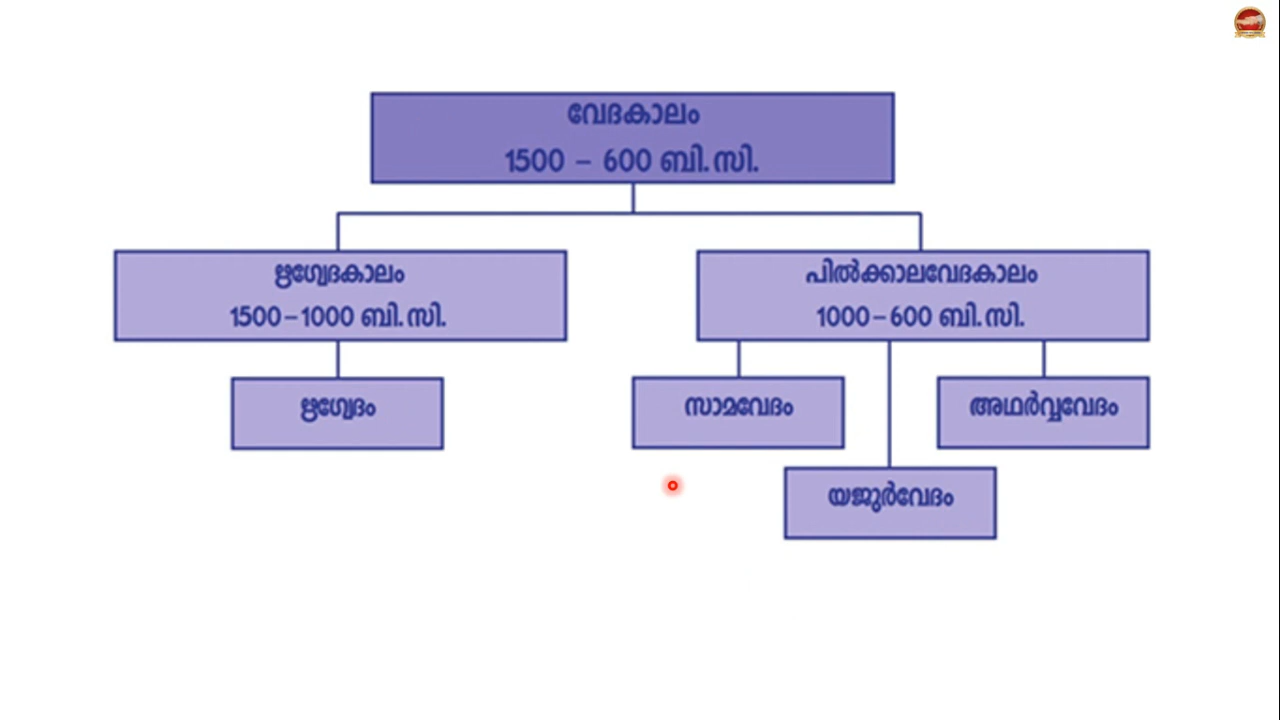 വേദകാലം
1500 – 600 ബി.സി.
ഋഗ്വേദകാലം
1500–1000 ബി.സി.
പിൽക്കാലവേദകാലം
1000–600 ബി.സി.
ഋഗ്വേദം
സാമവേദം
അഥർവ്വവേദം
യജുർവേദം